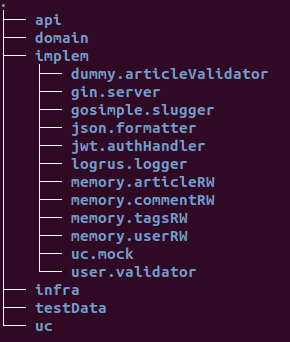 .
api
domain
implem
dummy.articleValidator
gin.server
gosimple.slugger
json.formatter
jwt.authHandler
logrus.logger
memory.articleRW
memory.commentRW
memory.tagsRW
memory.userRW
uc.mock
user.validator
infra
testData
uc